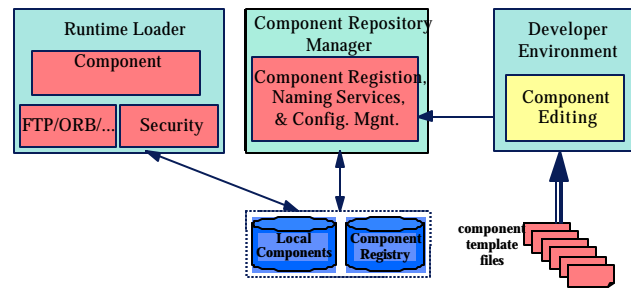 Runtime Loader
Component
FTP/ORB/...
Security
Component Repository
Manager
Component Registion,
Naming Services,
& Config. Mgnt.
Developer
Environment
Component
Editing
Local
Components
Component
Registry
component
template
files